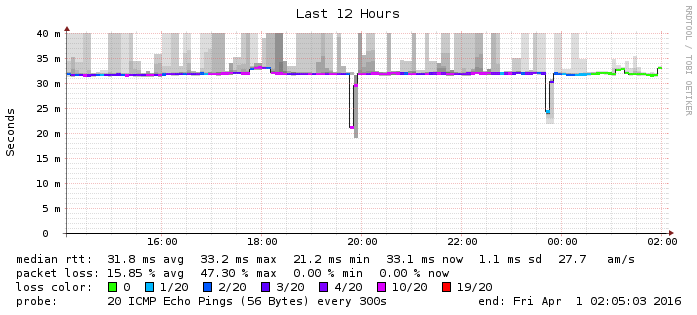 Last 12 Hours
RRDTOOL / TOBI OETIKER
Seconds
40 m
35 m
30 m
25 m
20 m
15 m
10 m
5 m
0
16:00 18:00 20:00 22:00 00:00 02:00
median rtt: 31.8 ms avg 33.2 ms max 21.2 ms min 33.1 ms now 1.1 ms sd 27.7 am/s
packet loss: 15.85 % avg 47.30 % max 0.00 % min 0.00 % now
loss color: 0 1/20 2/20 3/20 4/20 10/20 19/20
probe: 20 ICMP Echo Pings (56 Bytes) every 300s end: Fri Apr 1 02:05:03 2016